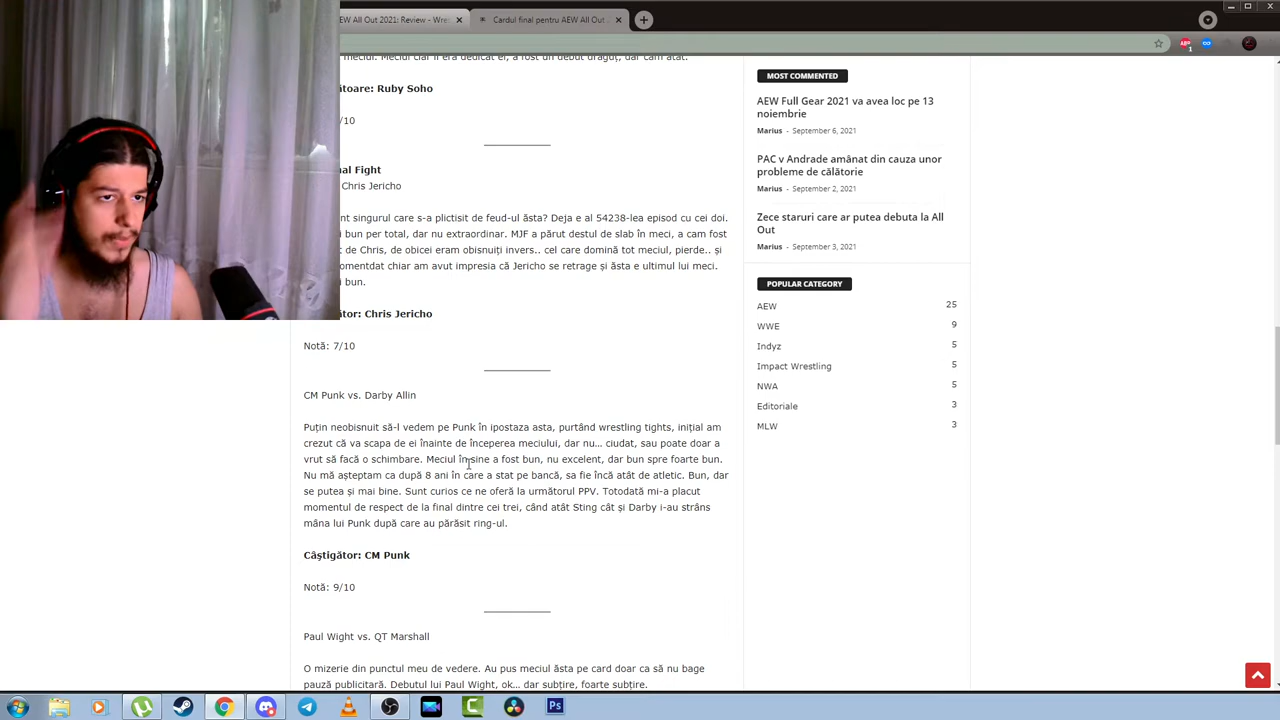 AEW All Out 2021: Review - Wres
Cardul final pentru AEW All Out
meciul. Meciul clar îi era dedicat ei, a fost un debut drăguț, dar cam atât.
toare: Ruby Soho
/10
al Fight
Chris Jericho
nt singurul care s-a plictisit de feud-ul ăsta? Deja e al 54238-lea episod cu cei doi.
bun per total, dar nu extraordinar. MJF a părut destul de slab în meci, a cam fost
t de Chris, de obicei eram obisnuiți invers.. cel care domină tot meciul, pierde.. și
omentdat chiar am avut impresia că Jericho se retrage și ăsta e ultimul lui meci.
i bun.
tor: Chris Jericho
Notă: 7/10
CM Punk vs. Darby Allin
Puțin neobisnuit să-l vedem pe Punk în ipostaza asta, purtând wrestling tights, inițial am
crezut că va scapa de ei înainte de începerea meciului, dar nu... ciudat, sau poate doar a
vrut să facă o schimbare. Meciul în sine a fost bun, nu excelent, dar bun spre foarte bun.
Nu mă așteptam ca după 8 ani în care a stat pe bancă, sa fie încă atât de atletic. Bun, dar
se putea și mai bine. Sunt curios ce ne oferă la următorul PPV. Totodată mi-a placut
momentul de respect de la final dintre cei trei, când atât Sting cât și Darby i-au strâns
mâna lui Punk după care au părăsit ring-ul.
Câștigător: CM Punk
Notă: 9/10
Paul Wight vs. QT Marshall
O mizerie din punctul meu de vedere. Au pus meciul ăsta pe card doar ca să nu bage
pauză publicitară. Debutul lui Paul Wight, ok... dar subțire, foarte subțire.
MOST COMMENTED
AEW Full Gear 2021 va avea loc pe 13
noiembrie
Marius - September 6, 2021
PAC v Andrade amânat din cauza unor
probleme de călătorie
Marius - September 2, 2021
Zece staruri care ar putea debuta la All
Out
Marius - September 3, 2021
POPULAR CATEGORY
AEW 25
WWE 9
Indyz 5
Impact Wrestling 5
NWA 5
Editoriale 3
MLW 3